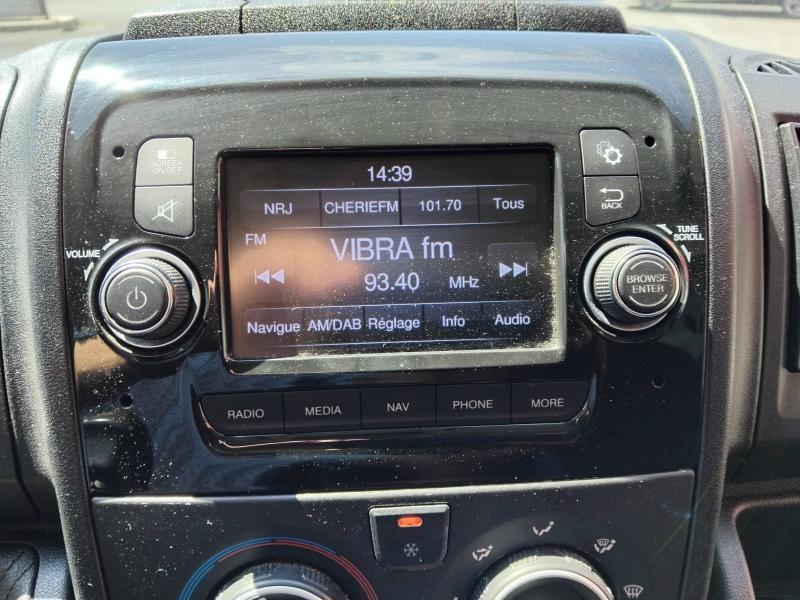 14:39
SCREEN
ON/OFF
NRJ CHERIEFM 101.70 Tous
BACK
FM
VIBRA fm
VOLUME
TUNE
SCROLL
93.40 MHz
BROWSE
ENTER
Navigue AM/DAB Réglage Info Audio
RADIO MEDIA NAV PHONE MORE